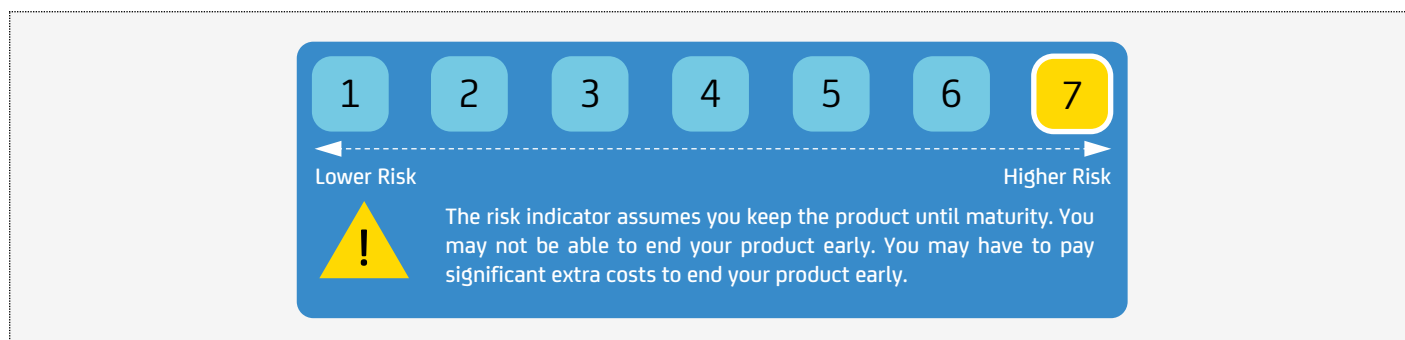 1 2 3 4 5 6 7
Lower Risk Higher Risk
!
The risk indicator assumes you keep the product until maturity. You
may not be able to end your product early. You may have to pay
significant extra costs to end your product early.